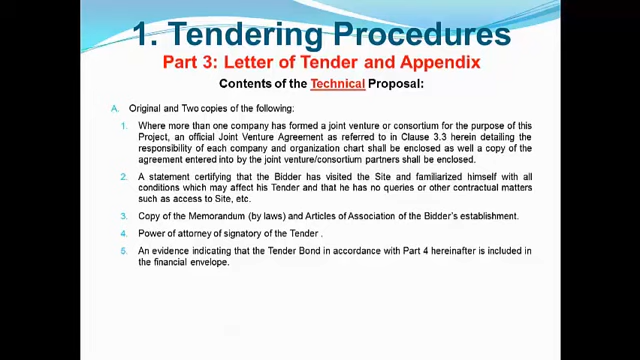 1. Tendering Procedures
Part 3: Letter of Tender and Appendix
Contents of the Technical Proposal:
A. Original and Two copies of the following:
1. Where more than one company has formed a joint venture or consortium for the purpose of this
Project, an official Joint Venture Agreement as referred to in Clause 3.3 herein detailing the
responsibility of each company and organization chart shall be enclosed as well a copy of the
agreement entered into by the joint venture/consortium partners shall be enclosed.
2. A statement certifying that the Bidder has visited the Site and familiarized himself with all
conditions which may affect his Tender and that he has no queries or other contractual matters
such as access to Site, etc.
3. Copy of the Memorandum (by laws) and Articles of Association of the Bidder's establishment.
4. Power of attorney of signatory of the Tender .
5. An evidence indicating that the Tender Bond in accordance with Part 4 hereinafter is included in
the financial envelope.